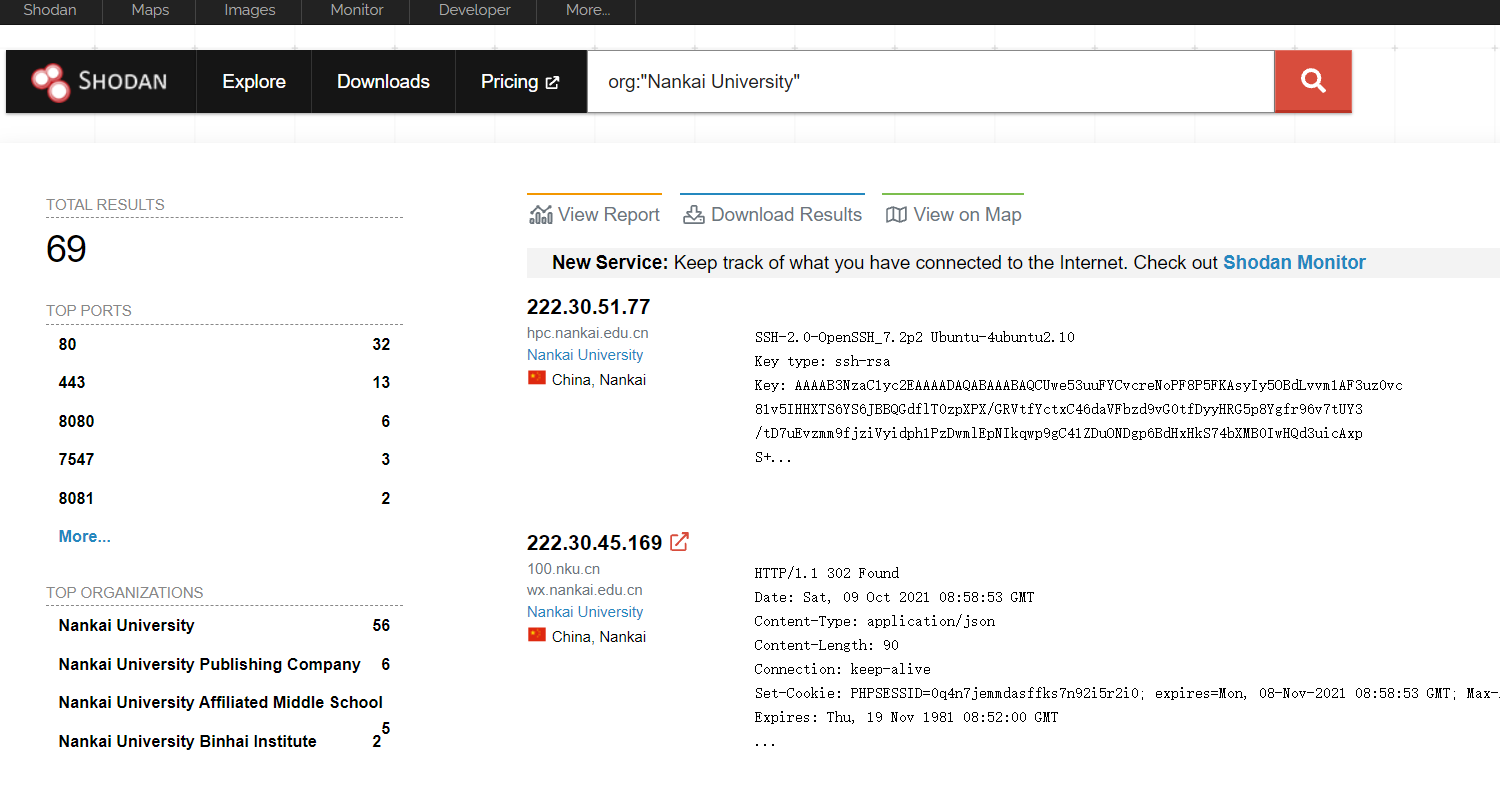 Shodan Maps Images Monitor Developer More...
SHODAN Explore Downloads Pricing org:"Nankai University"
TOTAL RESULTS
69
TOP PORTS
80 32
443 13
8080 6
7547 3
8081 2
More...
TOP ORGANIZATIONS
Nankai University 56
Nankai University Publishing Company 6
Nankai University Affiliated Middle School
5
Nankai University Binhai Institute 2
View Report Download Results View on Map
New Service: Keep track of what you have connected to the Internet. Check out Shodan Monitor
222.30.51.77
hpc.nankai.edu.cn
Nankai University
China, Nankai
SSH-2.0-OpenSSH_7.2p2 Ubuntu-4ubuntu2.10
Key type: ssh-rsa
Key: AAAAB3NzaC1yc2EAAAADAQABAAABAQCUwe53uuFYCvcreNoPF8P5FKAsyIy5OBdLvvm1AF3uz0vc
81v5IHHXTS6YS6JBBQGdflT0zpXPX/GRVtfYctxC46daVFbzd9vG0tfDyyHRG5p8Ygfr96v7tUY3
/tD7uEvzmm9fjziVyidph1PzDwmlEpNIkqwp9gC41ZDuONDgp6BdHxHkS74bXMB0IwHQd3uicAxp
S+...
222.30.45.169
100.nku.cn
wx.nankai.edu.cn
Nankai University
China, Nankai
HTTP/1.1 302 Found
Date: Sat, 09 Oct 2021 08:58:53 GMT
Content-Type: application/json
Content-Length: 90
Connection: keep-alive
Set-Cookie: PHPSESSID=0q4n7jemmdasffks7n92i5r2i0; expires=Mon, 08-Nov-2021 08:58:53 GMT; Max-
Expires: Thu, 19 Nov 1981 08:52:00 GMT
...